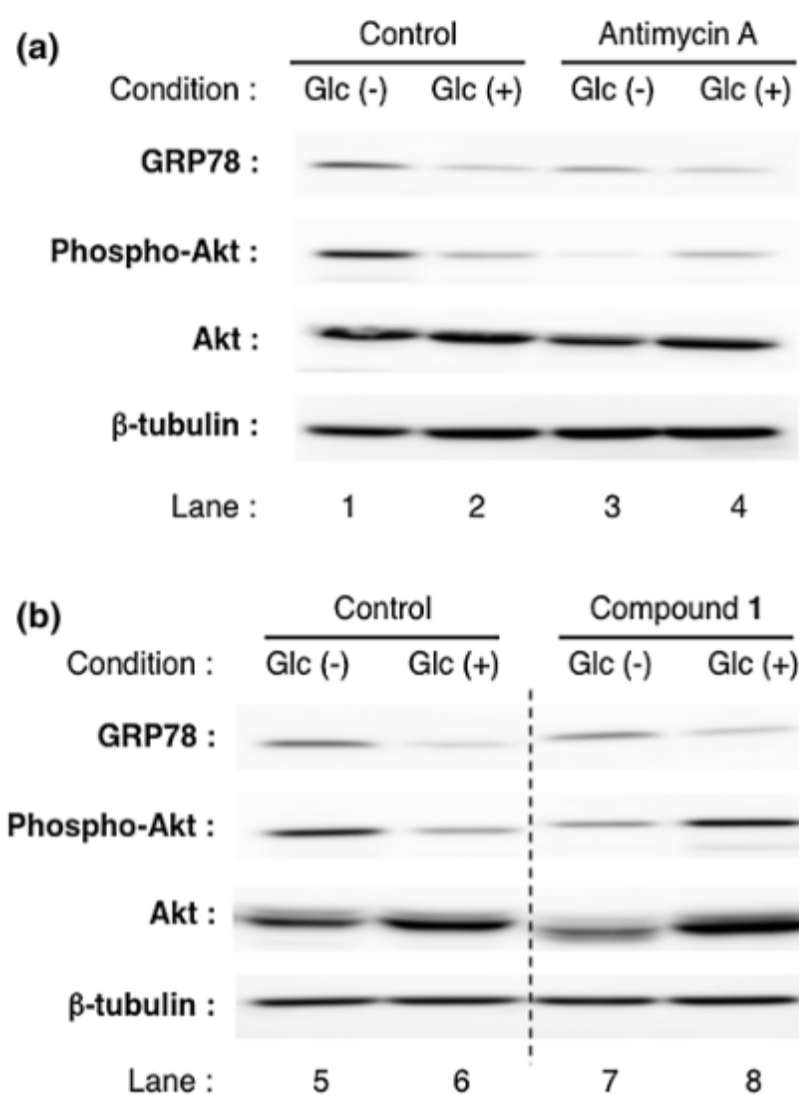 (a)
Control Antimycin A
Condition : Glc (-) Glc (+) Glc (-) Glc (+)
GRP78 :
Phospho-Akt :
Akt :
β-tubulin :
Lane : 1 2 3 4
(b)
Control Compound 1
Condition : Glc (-) Glc (+) Glc (-) Glc (+)
GRP78 :
Phospho-Akt :
Akt :
β-tubulin :
Lane : 5 6 7 8